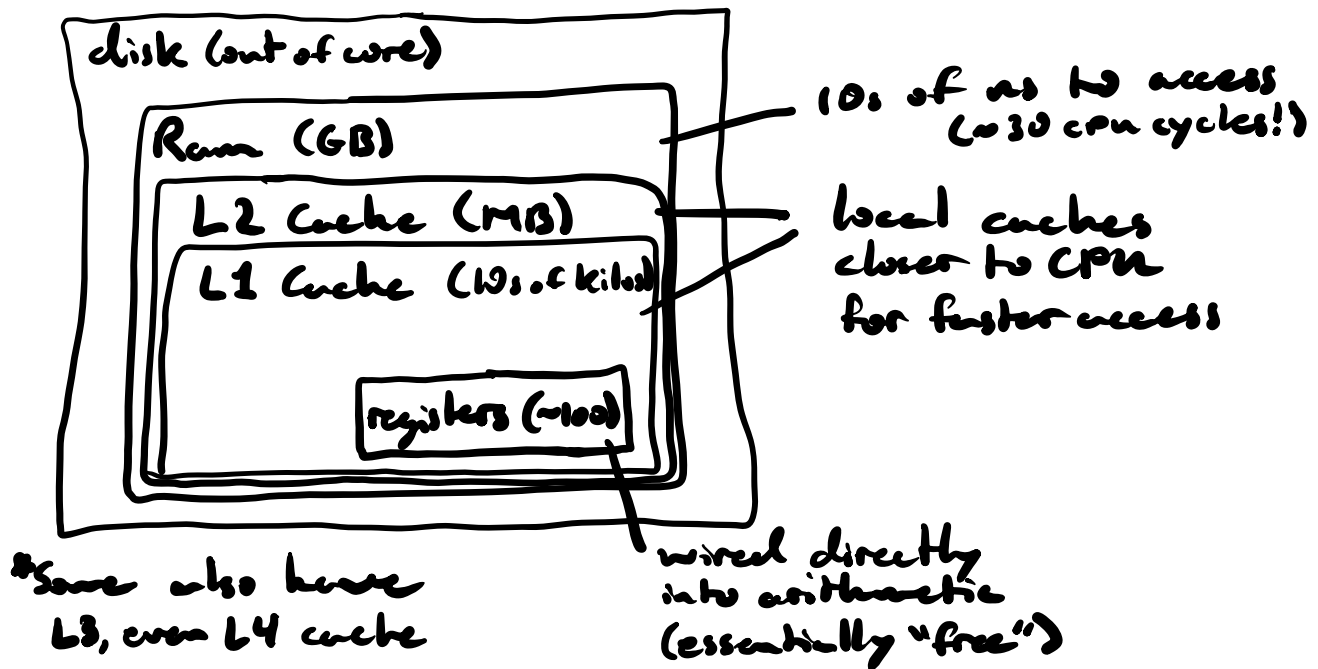 disk (out of core)
Ram (GB)
L2 Cache (MB)
L1 Cache (10s of kilos)
registers (~100)
10s of ns to access
(~30 cpu cycles!)
local caches
closer to CPU
for faster access
wired directly
into arithmetic
(essentially "free")
*Some also have
L3, even L4 cache